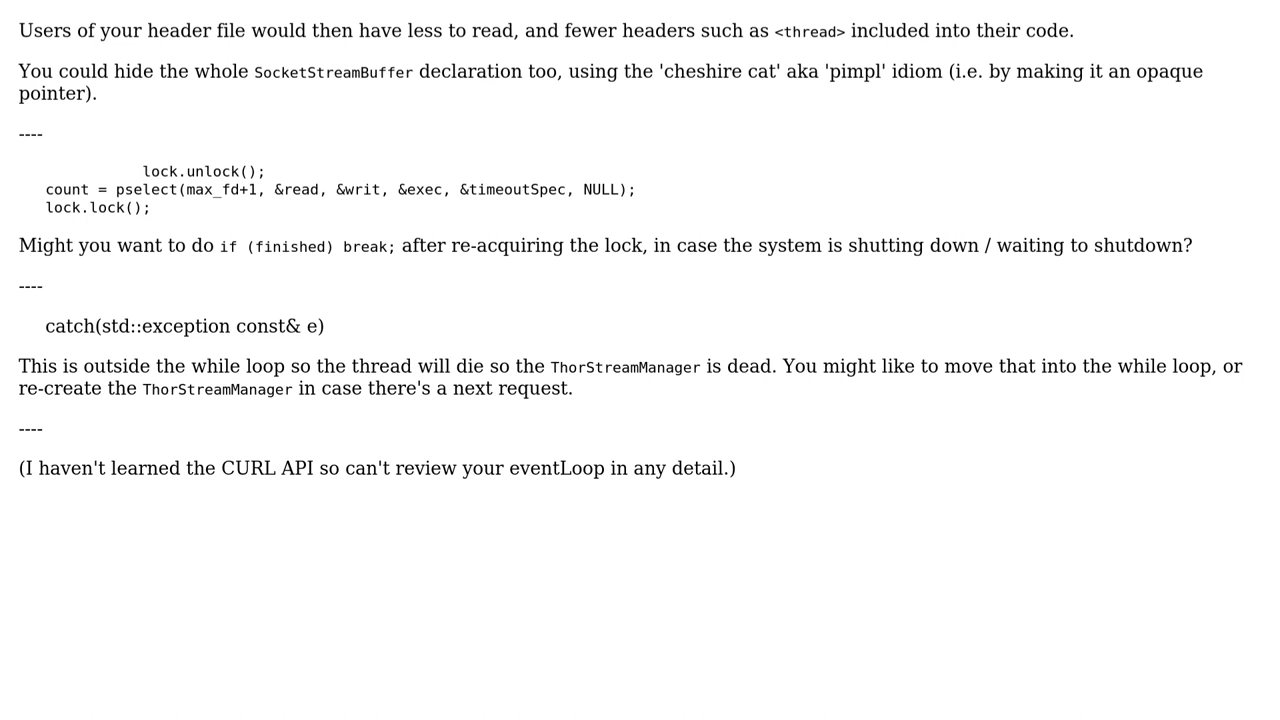 Users of your header file would then have less to read, and fewer headers such as <thread> included into their code.
You could hide the whole SocketStreamBuffer declaration too, using the 'cheshire cat' aka 'pimpl' idiom (i.e. by making it an opaque
pointer).
----
lock.unlock();
count = pselect(max_fd+1, &read, &writ, &exec, &timeoutSpec, NULL);
lock.lock();
Might you want to do if (finished) break; after re-acquiring the lock, in case the system is shutting down / waiting to shutdown?
----
catch(std::exception const& e)
This is outside the while loop so the thread will die so the ThorStreamManager is dead. You might like to move that into the while loop, or
re-create the ThorStreamManager in case there's a next request.
----
(I haven't learned the CURL API so can't review your eventLoop in any detail.)